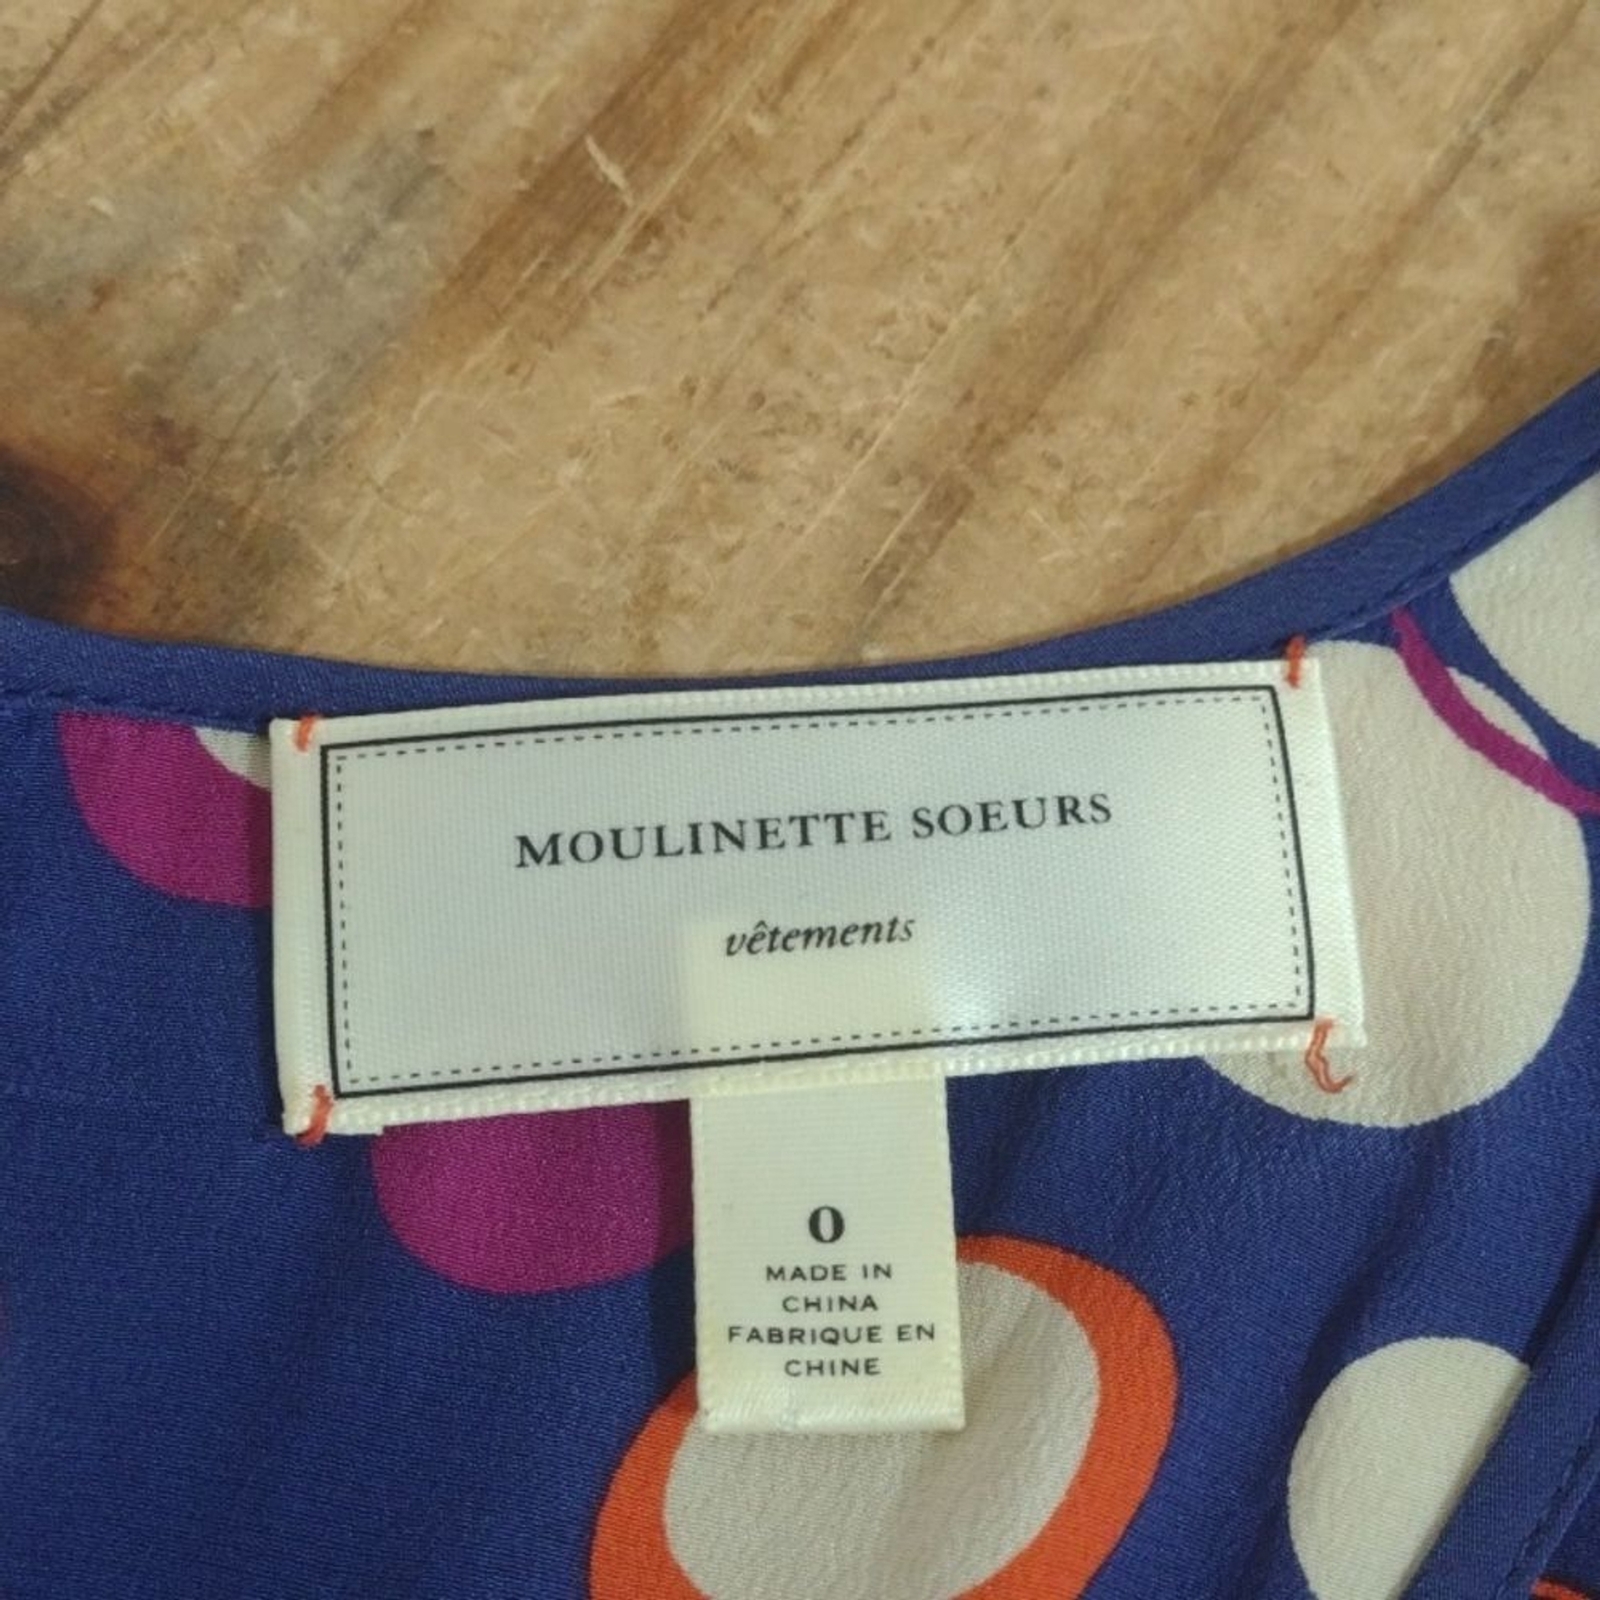 MOULINETTE SOEURS
vêtements
0
MADE IN
CHINA
FABRIQUE EN
CHINE